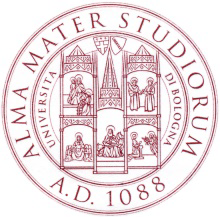 ALMA MATER STUDIORUM
A.D. 1088
UNIVERSITÀ DI BOLOGNA